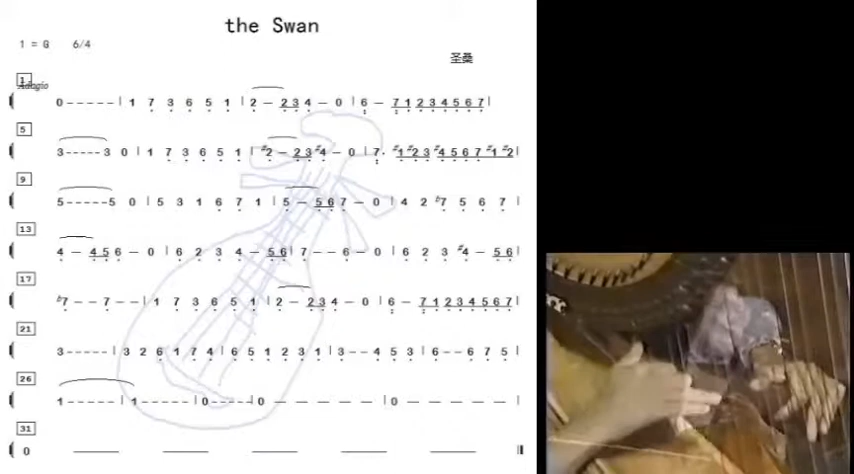 the Swan
1 = G 6/4
圣桑
1
Adagio
0 - - - - - | 1 7 3 6 5 1 | 2 - 2 3 4 - 0 | 6 - 7 1 2 3 4 5 6 7 |
5
3 - - - - - 3 0 | 1 7 3 6 5 1 | #2 - 2 3 #4 - 0 | 7 · #1 #2 3 #4 5 6 7 #1 #2 |
9
5 - - - - - 5 0 | 5 3 1 6 7 1 | 5 - 5 6 7 - 0 | 4 2 b7 5 6 7 |
13
4 - 4 5 6 - 0 | 6 2 3 4 - 5 6 | 7 - - 6 - 0 | 6 2 3 #4 - 5 6 |
17
b7 - - 7 - - | 1 7 3 6 5 1 | 2 - 2 3 4 - 0 | 6 - 7 1 2 3 4 5 6 7 |
21
3 - - - - - | 3 2 6 1 7 4 | 6 5 1 2 3 1 | 3 - - 4 5 3 | 6 - - 6 7 5 |
26
1 - - - - - | 1 - - - - - | 0 - - - - - | 0 - - - - - | 0 - - - - - |
31
0 - - - - - ‖